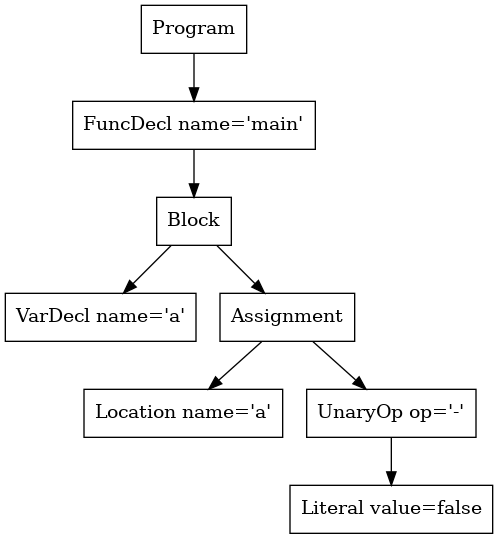 Program
FuncDecl name='main'
Block
VarDecl name='a'
Assignment
Location name='a'
UnaryOp op='-'
Literal value=false